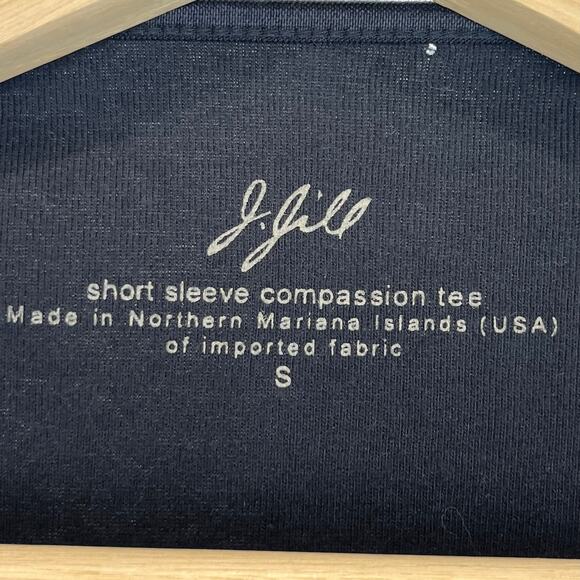 J.Jill
short sleeve compassion tee
Made in Northern Mariana Islands (USA)
of imported fabric
S